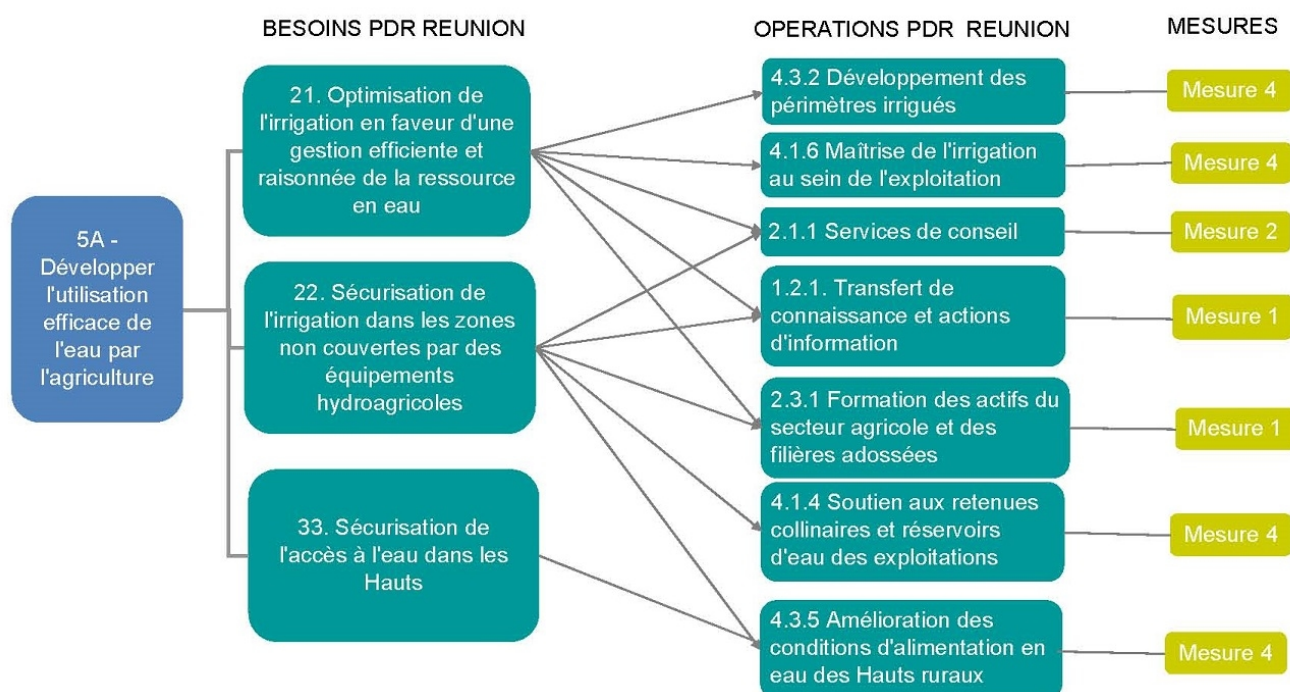 BESOINS PDR REUNION
OPERATIONS PDR  REUNION
MESURES
5A -
Développer
l'utilisation
efficace de
l'eau par
l'agriculture
21. Optimisation de
l'irrigation en faveur d'une
gestion efficiente et
raisonnée de la ressource
en eau
22. Sécurisation de
l'irrigation dans les zones
non couvertes par des
équipements
hydroagricoles
33. Sécurisation de
l'accès à l'eau dans les
Hauts
4.3.2 Développement des
périmètres irrigués
4.1.6 Maîtrise de l'irrigation
au sein de l'exploitation
2.1.1 Services de conseil
1.2.1. Transfert de
connaissance et actions
d'information
2.3.1 Formation des actifs du
secteur agricole et des
filières adossées
4.1.4 Soutien aux retenues
collinaires et réservoirs
d'eau des exploitations
4.3.5 Amélioration des
conditions d'alimentation en
eau des Hauts ruraux
Mesure 4
Mesure 4
Mesure 2
Mesure 1
Mesure 1
Mesure 4
Mesure 4